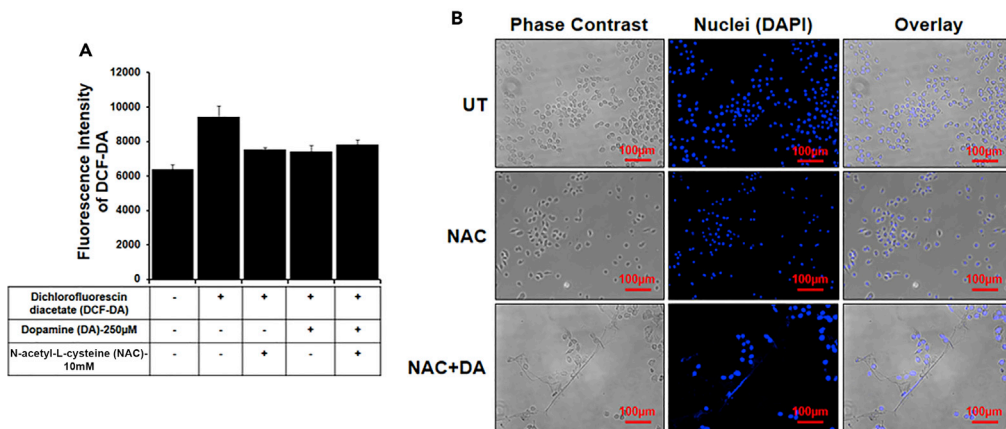 A
Fluorescence Intensity
of DCF-DA
12000
10000
8000
6000
4000
2000
0
Dichlorofluorescin
diacetate (DCF-DA)
- + + + +
Dopamine (DA)-250µM
- - - + +
N-acetyl-L-cysteine (NAC)-
10mM
- - + - +
B
Phase Contrast Nuclei (DAPI) Overlay
UT
100µm 100µm 100µm
NAC
100µm 100µm 100µm
NAC+DA
100µm 100µm 100µm